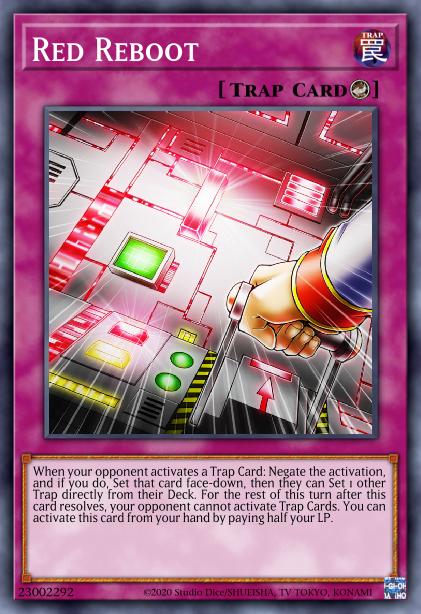 RED REBOOT
TRAP
罠
[TRAP CARD]
When your opponent activates a Trap Card: Negate the activation,
and if you do, Set that card face-down, then they can Set 1 other
Trap directly from their Deck. For the rest of this turn after this
card resolves, your opponent cannot activate Trap Cards. You can
activate this card from your hand by paying half your LP.
23002292
©2020 Studio Dice/SHUEISHA, TV TOKYO, KONAMI